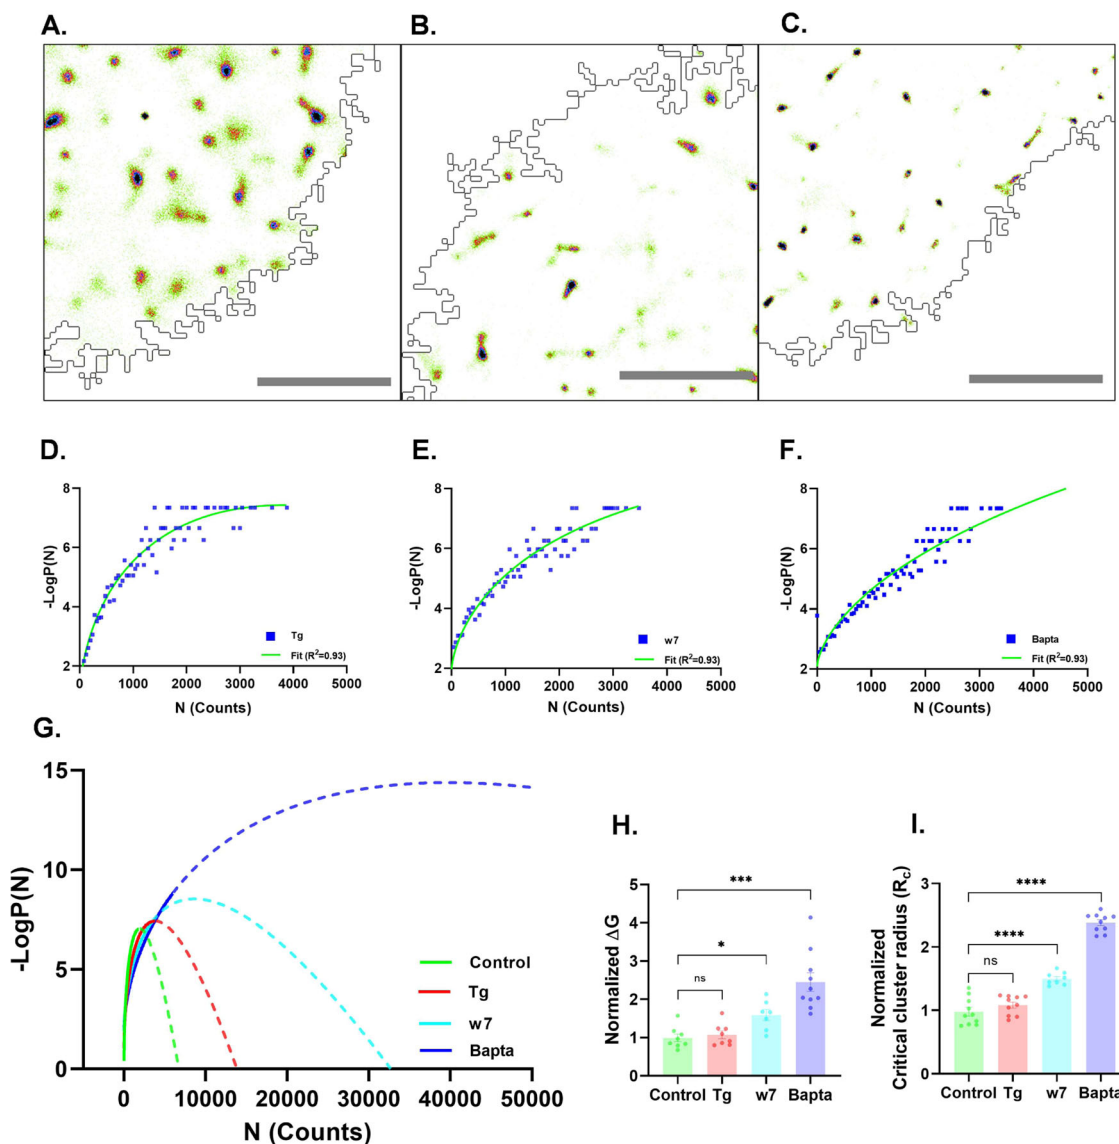 A.
B.
C.
D.
E.
F.
8
6
4
2
-LogP(N)
Tg
Fit (R²=0.93)
0
1000
2000
3000
4000
5000
N (Counts)
8
6
4
2
-LogP(N)
w7
Fit (R²=0.93)
0
1000
2000
3000
4000
5000
N (Counts)
8
6
4
2
-LogP(N)
Bapta
Fit (R²=0.93)
0
1000
2000
3000
4000
5000
N (Counts)
G.
15
10
5
0
-LogP(N)
Control
Tg
w7
Bapta
0
10000
20000
30000
40000
50000
N (Counts)
H.
5
4
3
2
1
0
Normalized ΔG
***
*
ns
Control
Tg
w7
Bapta
I.
3
2
1
0
Normalized
Critical cluster radius (R_C)
****
****
ns
Control
Tg
w7
Bapta